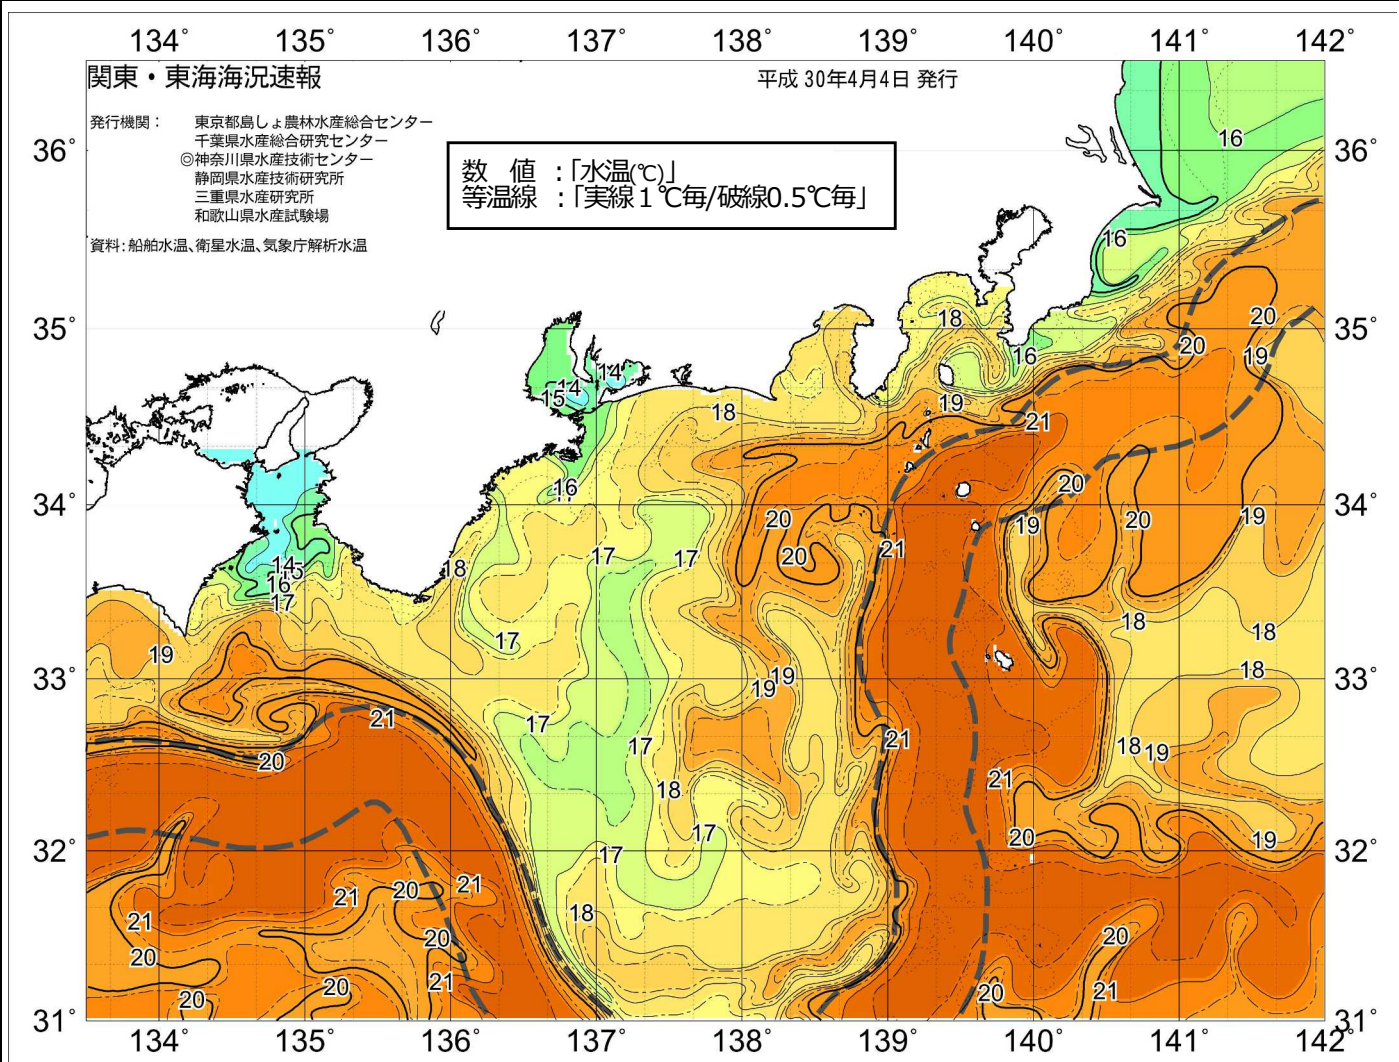 134° 135° 136° 137° 138° 139° 140° 141° 142°
関東・東海海況速報
平成 30年4月4日 発行
発行機関： 東京都島しょ農林水産総合センター
千葉県水産総合研究センター
◎神奈川県水産技術センター
静岡県水産技術研究所
三重県水産研究所
和歌山県水産試験場
資料：船舶水温、衛星水温、気象庁解析水温
数　値 ：「水温(℃)」
等温線 ：「実線１℃毎/破線0.5℃毎」
16
36° 36°
16
18 20
35° 35°
20 19
16
14 14
15
18 19
21
20
16
34° 34°
20 20 19 19
21
17 17 20
18
14
15
16
17
18
18
17
19
33° 33°
18
19 19
21 17
21
17 18 19
20
21
18
17
20 19
32° 32°
17
20 21
21
18
21
20 20
20
21
20 20 20 21
31° 31°
31°
134° 135° 136° 137° 138° 139° 140° 141° 142°